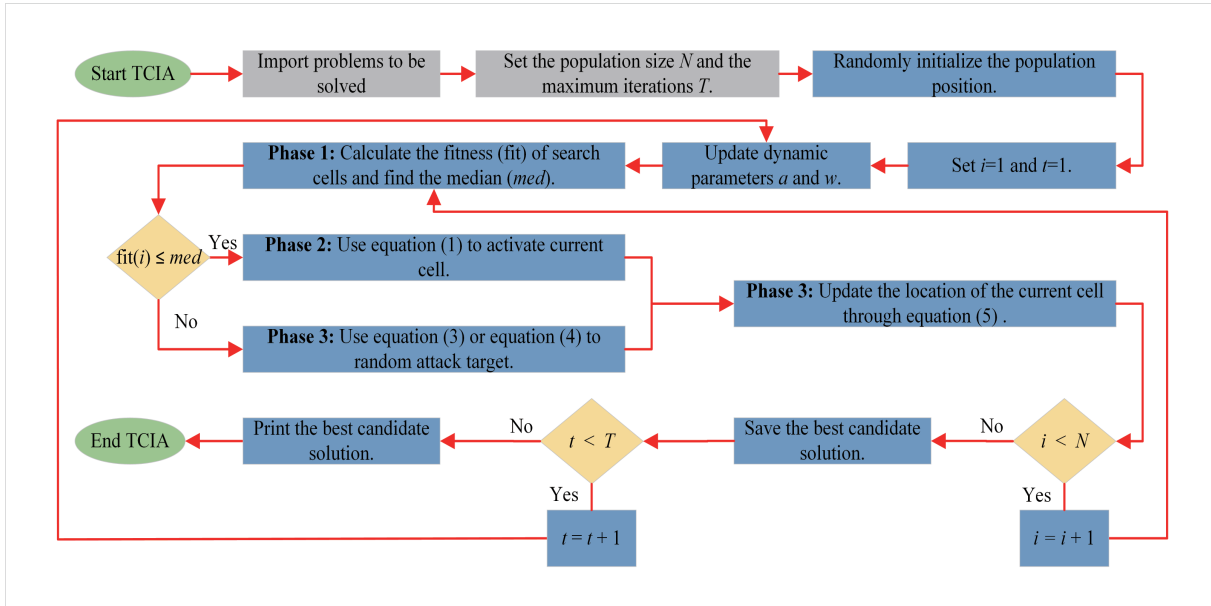 Start TCIA
Import problems to be
solved
Set the population size N and the
maximum iterations T.
Randomly initialize the population
position.
Phase 1: Calculate the fitness (fit) of search
cells and find the median (med).
Update dynamic
parameters a and w.
Set i=1 and t=1.
fit(i) ≤ med
Yes
Phase 2: Use equation (1) to activate current
cell.
No
Phase 3: Use equation (3) or equation (4) to
random attack target.
Phase 3: Update the location of the current cell
through equation (5) .
End TCIA
Print the best candidate
solution.
No
t < T
Save the best candidate
solution.
No
i < N
Yes
t = t + 1
Yes
i = i + 1